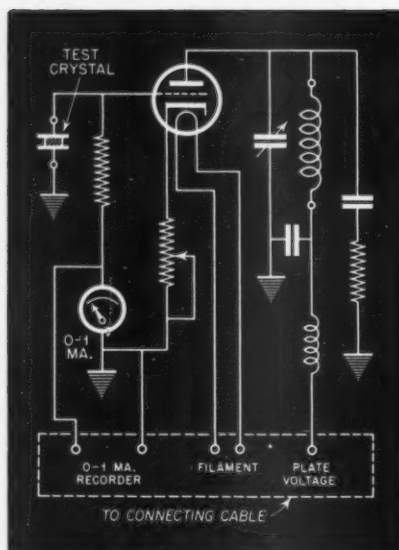 TEST
CRYSTAL
0-1
MA.
0-1 MA.
RECORDER
FILAMENT
PLATE
VOLTAGE
TO CONNECTING CABLE